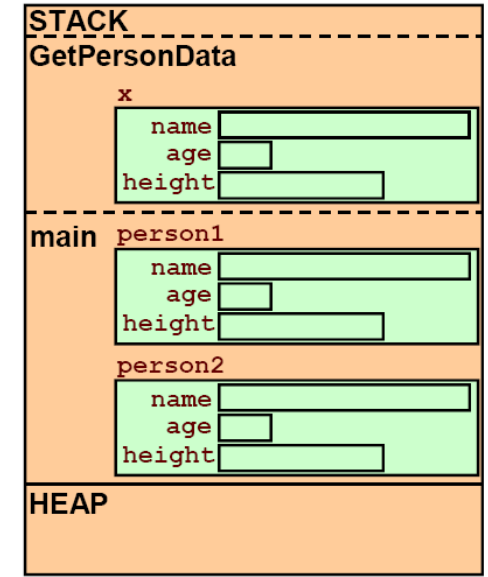 STACK
GetPersonData
x
name
age
height
main person1
name
age
height
person2
name
age
height
HEAP